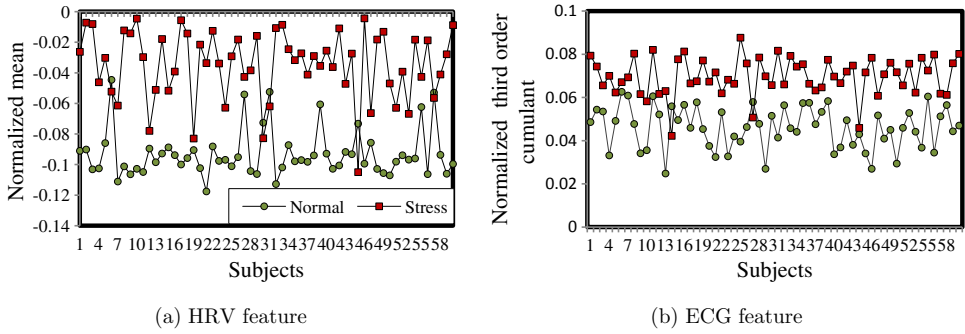 Normalized mean
0
-0.02
-0.04
-0.06
-0.08
-0.1
-0.12
-0.14
1 4 7 10 13 16 19 22 25 28 31 34 37 40 43 46 49 52 55 58
Normal Stress
Subjects
(a) HRV feature
Normalized third order
cumulant
0.1
0.08
0.06
0.04
0.02
0
1 4 7 10 13 16 19 22 25 28 31 34 37 40 43 46 49 52 55 58
Subjects
(b) ECG feature